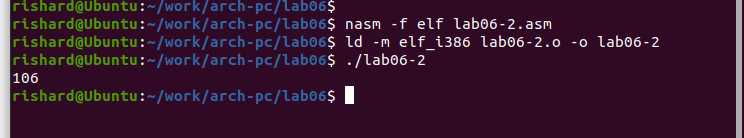 rishard@Ubuntu:~/work/arch-pc/lab06$
rishard@Ubuntu:~/work/arch-pc/lab06$ nasm -f elf lab06-2.asm
rishard@Ubuntu:~/work/arch-pc/lab06$ ld -m elf_i386 lab06-2.o -o lab06-2
rishard@Ubuntu:~/work/arch-pc/lab06$ ./lab06-2
106
rishard@Ubuntu:~/work/arch-pc/lab06$